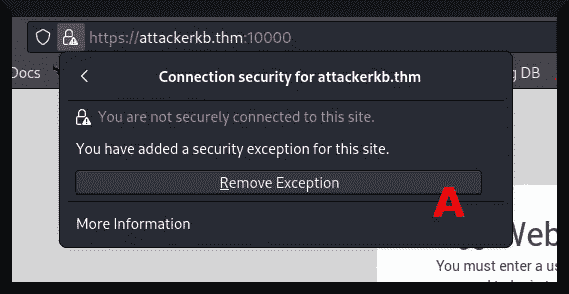 https://attackerkb.thm:10000
Docs
Connection security for attackerkb.thm
g DB
You are not securely connected to this site.
You have added a security exception for this site.
Remove Exception
A
More Information
Web
You must enter a us